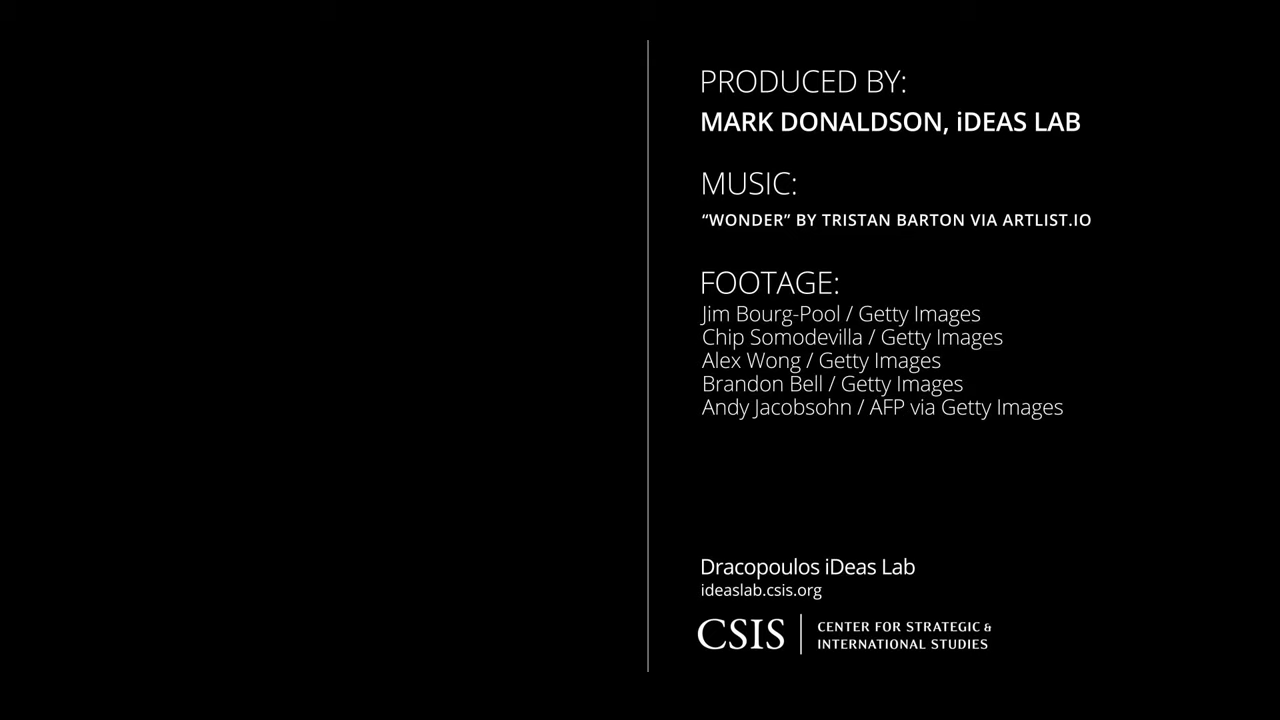 PRODUCED BY:
MARK DONALDSON, iDEAS LAB
MUSIC:
“WONDER” BY TRISTAN BARTON VIA ARTLIST.IO
FOOTAGE:
Jim Bourg-Pool / Getty Images
Chip Somodevilla / Getty Images
Alex Wong / Getty Images
Brandon Bell / Getty Images
Andy Jacobsohn / AFP via Getty Images
Dracopoulos iDeas Lab
ideaslab.csis.org
CSIS
CENTER FOR STRATEGIC &
INTERNATIONAL STUDIES